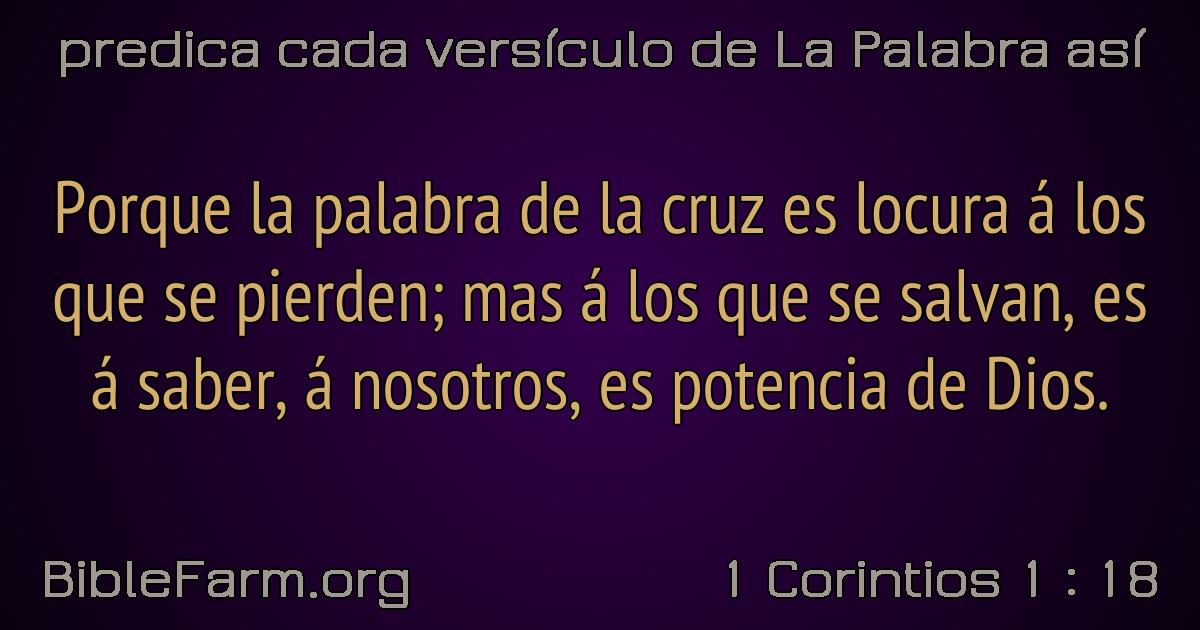 predica cada versículo de La Palabra así
Porque la palabra de la cruz es locura á los
que se pierden; mas á los que se salvan, es
á saber, á nosotros, es potencia de Dios.
BibleFarm.org
1 Corintios 1 : 18